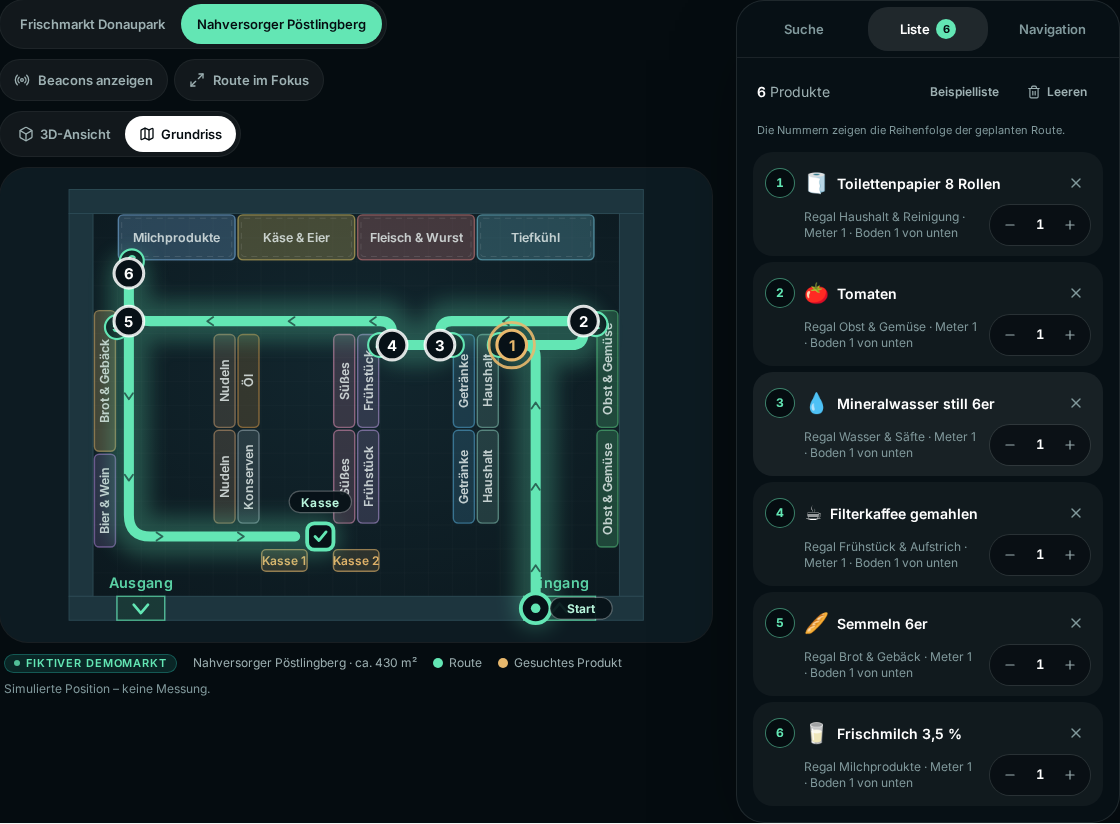 Frischmarkt Donaupark
Nahversorger Pöstlingberg
Beacons anzeigen
Route im Fokus
3D-Ansicht
Grundriss
Milchprodukte
Käse & Eier
Fleisch & Wurst
Tiefkühl
6
5
4
3
1
2
Brot & Gebäck
Bier & Wein
Nudeln
Öl
Nudeln
Konserven
Süßes
Frühstück
Süßes
Frühstück
Getränke
Haushalt
Getränke
Haushalt
Obst & Gemüse
Obst & Gemüse
Kasse
Kasse 1
Kasse 2
Ausgang
ingang
Start
FIKTIVER DEMOMARKT
Nahversorger Pöstlingberg · ca. 430 m²
Route
Gesuchtes Produkt
Simulierte Position – keine Messung.
Suche
Liste 6
Navigation
6 Produkte
Beispielliste
Leeren
Die Nummern zeigen die Reihenfolge der geplanten Route.
1
Toilettenpapier 8 Rollen
Regal Haushalt & Reinigung ·
Meter 1 · Boden 1 von unten
− 1 +
2
Tomaten
Regal Obst & Gemüse · Meter 1
· Boden 1 von unten
− 1 +
3
Mineralwasser still 6er
Regal Wasser & Säfte · Meter 1
· Boden 1 von unten
− 1 +
4
Filterkaffee gemahlen
Regal Frühstück & Aufstrich ·
Meter 1 · Boden 1 von unten
− 1 +
5
Semmeln 6er
Regal Brot & Gebäck · Meter 1
· Boden 1 von unten
− 1 +
6
Frischmilch 3,5 %
Regal Milchprodukte · Meter 1
· Boden 1 von unten
− 1 +